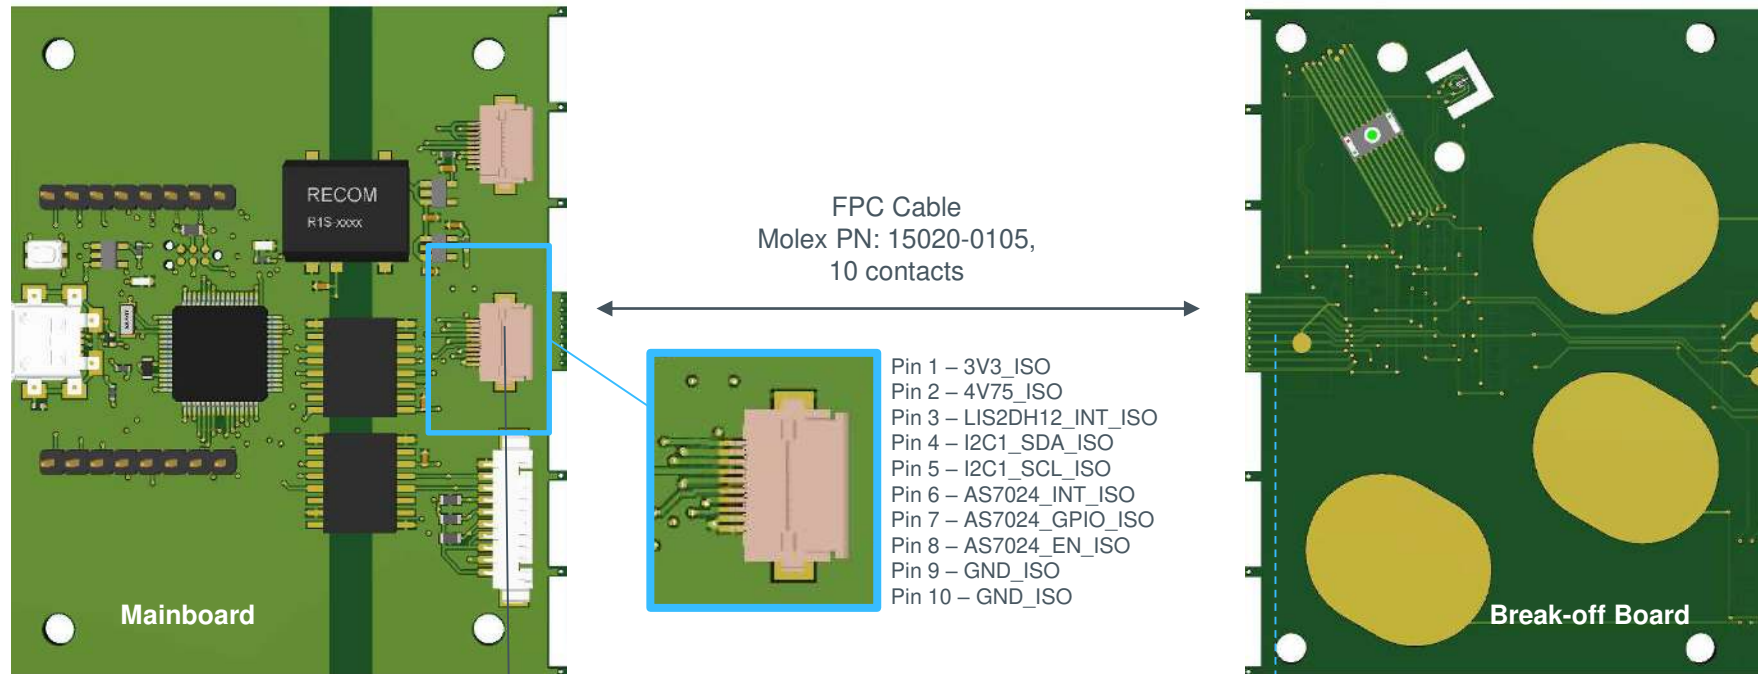 RECOM
R1S-xxxx
Mainboard
FPC Cable
Molex PN: 15020-0105,
10 contacts
Pin 1 – 3V3_ISO
Pin 2 – 4V75_ISO
Pin 3 – LIS2DH12_INT_ISO
Pin 4 – I2C1_SDA_ISO
Pin 5 – I2C1_SCL_ISO
Pin 6 – AS7024_INT_ISO
Pin 7 – AS7024_GPIO_ISO
Pin 8 – AS7024_EN_ISO
Pin 9 – GND_ISO
Pin 10 – GND_ISO
Break-off Board